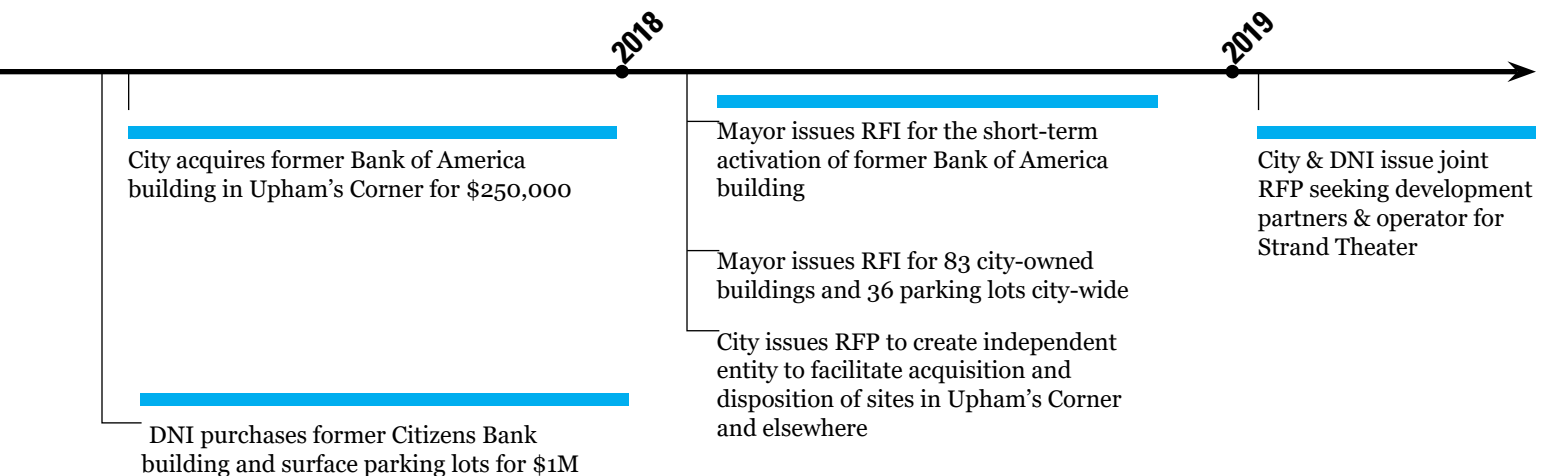 2018
2019
City acquires former Bank of America
building in Upham’s Corner for $250,000
DNI purchases former Citizens Bank
building and surface parking lots for $1M
Mayor issues RFI for the short-term
activation of former Bank of America
building
Mayor issues RFI for 83 city-owned
buildings and 36 parking lots city-wide
City issues RFP to create independent
entity to facilitate acquisition and
disposition of sites in Upham’s Corner
and elsewhere
City & DNI issue joint
RFP seeking development
partners & operator for
Strand Theater